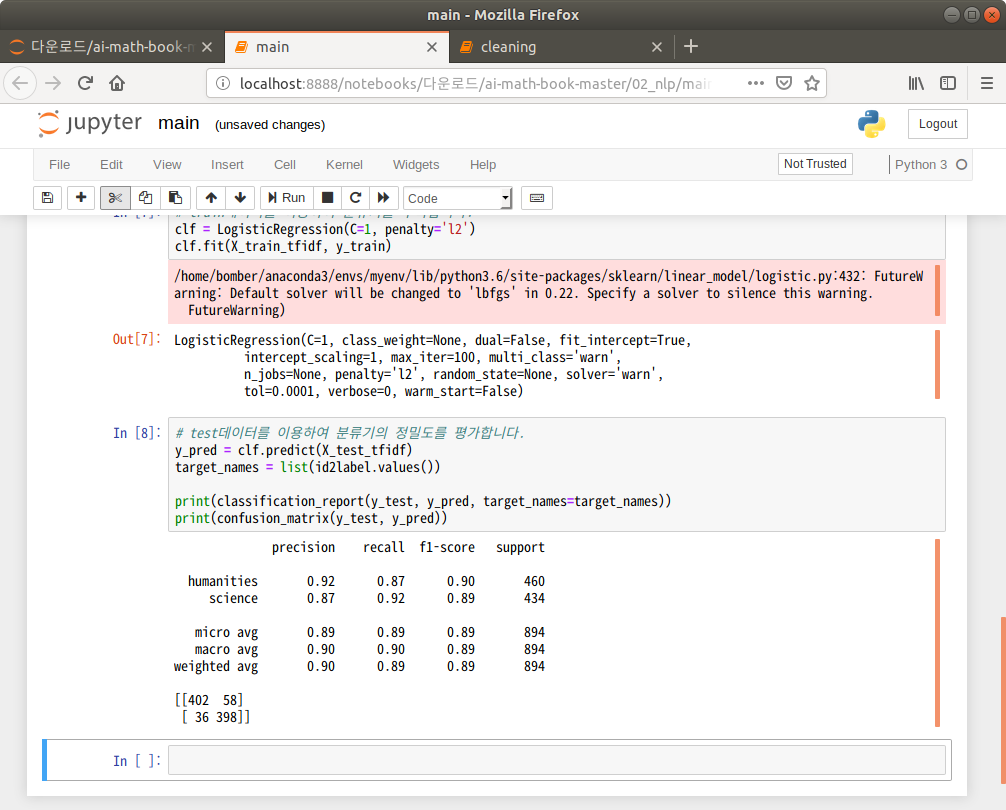 main - Mozilla Firefox
다운로드/ai-math-book-m
main
cleaning
localhost:8888/notebooks/다운로드/ai-math-book-master/02_nlp/main
jupyter main (unsaved changes)
Logout
File Edit View Insert Cell Kernel Widgets Help
Not Trusted
Python 3
Run
Code
clf = LogisticRegression(C=1, penalty='l2')
clf.fit(X_train_tfidf, y_train)
/home/bomber/anaconda3/envs/myenv/lib/python3.6/site-packages/sklearn/linear_model/logistic.py:432: FutureW
arning: Default solver will be changed to 'lbfgs' in 0.22. Specify a solver to silence this warning.
FutureWarning)
Out[7]: LogisticRegression(C=1, class_weight=None, dual=False, fit_intercept=True,
intercept_scaling=1, max_iter=100, multi_class='warn',
n_jobs=None, penalty='l2', random_state=None, solver='warn',
tol=0.0001, verbose=0, warm_start=False)
In [8]: # test데이터를 이용하여 분류기의 정밀도를 평가합니다.
y_pred = clf.predict(X_test_tfidf)
target_names = list(id2label.values())
print(classification_report(y_test, y_pred, target_names=target_names))
print(confusion_matrix(y_test, y_pred))
precision recall f1-score support
humanities 0.92 0.87 0.90 460
science 0.87 0.92 0.89 434
micro avg 0.89 0.89 0.89 894
macro avg 0.90 0.90 0.89 894
weighted avg 0.90 0.89 0.89 894
[[402 58]
[ 36 398]]
In [ ]: